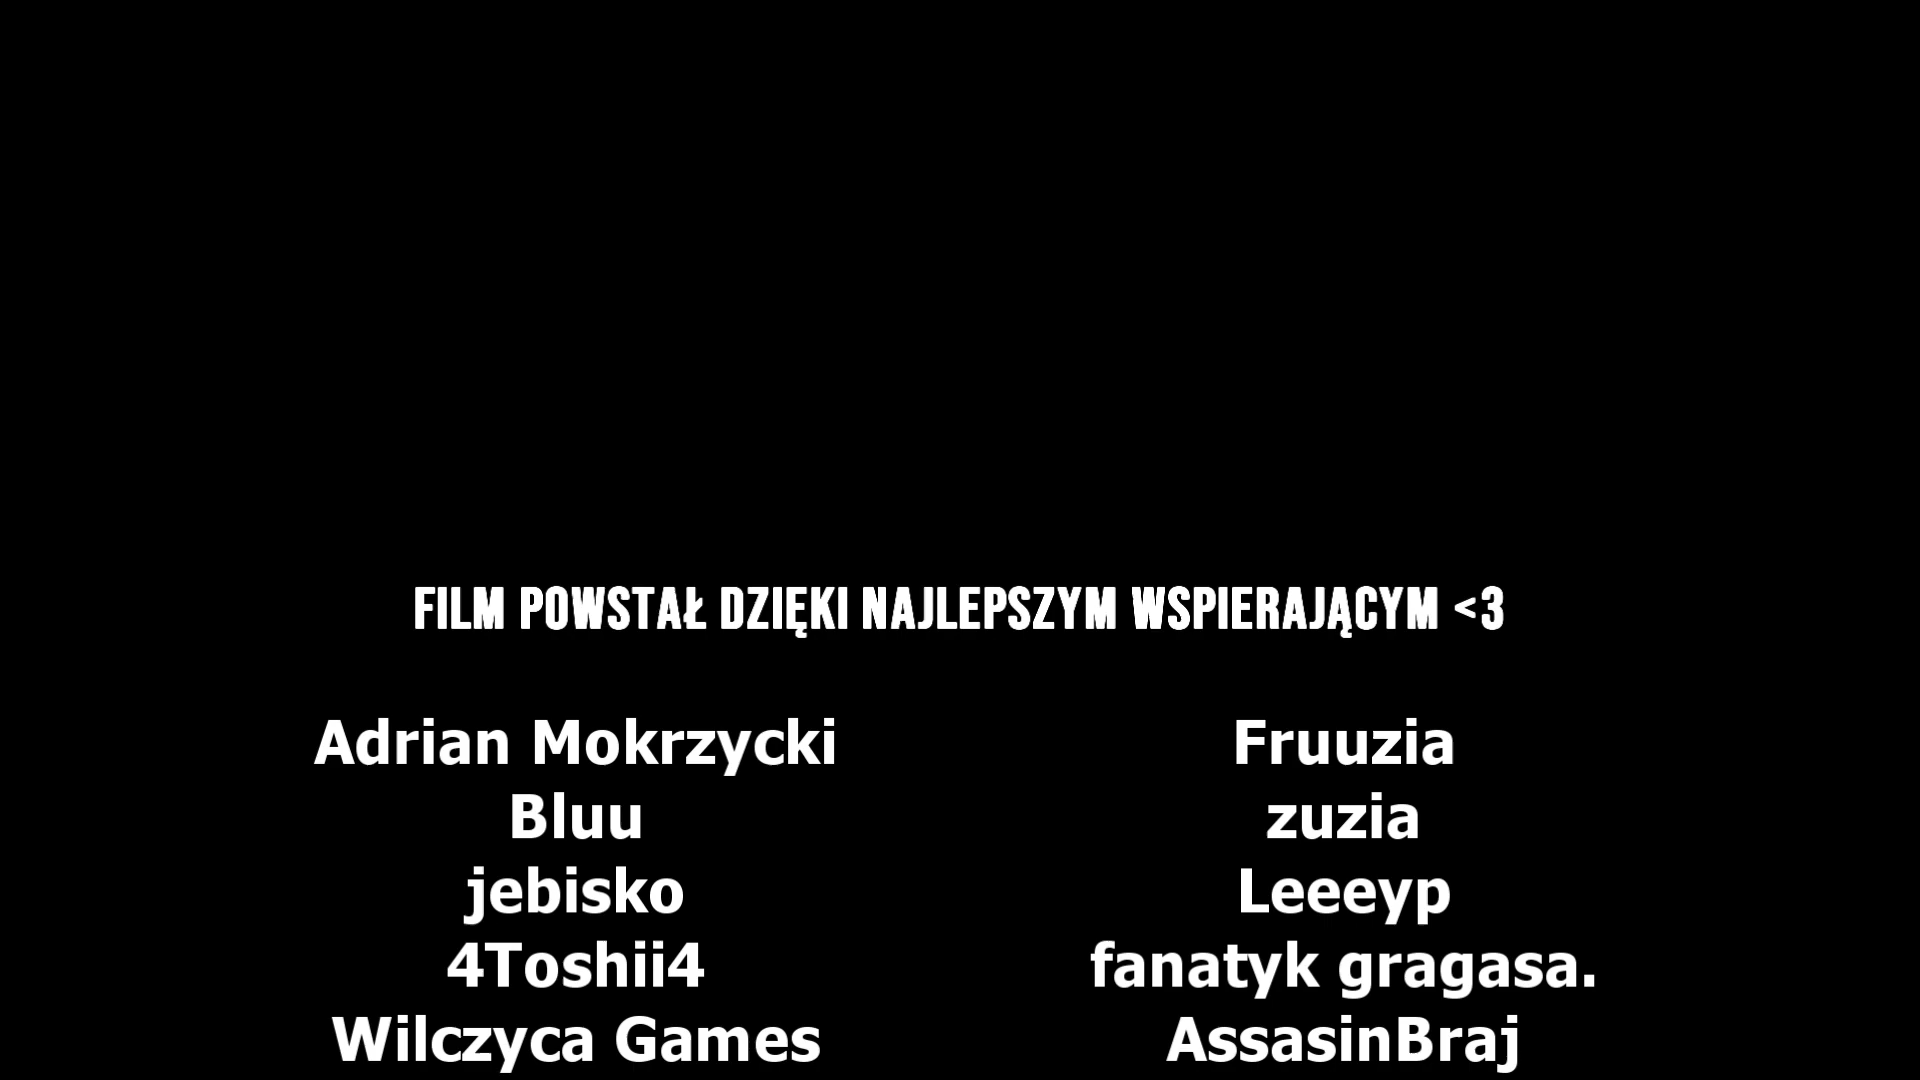 FILM POWSTAŁ DZIĘKI NAJLEPSZYM WSPIERAJĄCYM <3
Adrian Mokrzycki Fruuzia
Bluu zuzia
jebisko Leeeyp
4Toshii4 fanatyk gragasa.
Wilczyca Games AssasinBraj